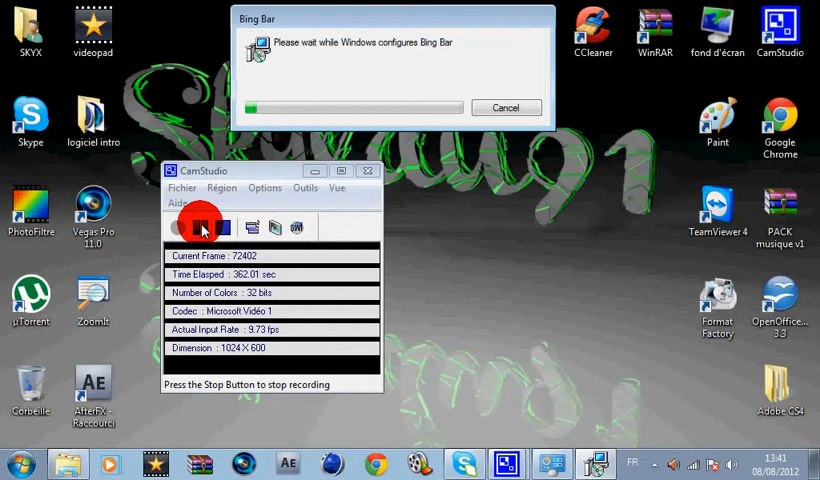 Bing Bar
Please wait while Windows configures Bing Bar
Cancel
SKYX
videopad
CCleaner
WinRAR
fond d'écran
CamStudio
Skype
logiciel intro
Paint
Google
Chrome
CamStudio
Fichier Région Options Outils Vue
Aide
Current Frame : 72402
Time Elasped : 362.01 sec
Number of Colors : 32 bits
Codec : Microsoft Vidéo 1
Actual Input Rate : 9.73 fps
Dimension : 1024 X 600
Press the Stop Button to stop recording
PhotoFiltre
Vegas Pro
11.0
TeamViewer 4
PACK
musique v1
µTorrent
ZoomIt
Format
Factory
OpenOffice...
3.3
Corbeille
AfterFX -
Raccourci
Adobe CS4
FR
13:41
08/08/2012